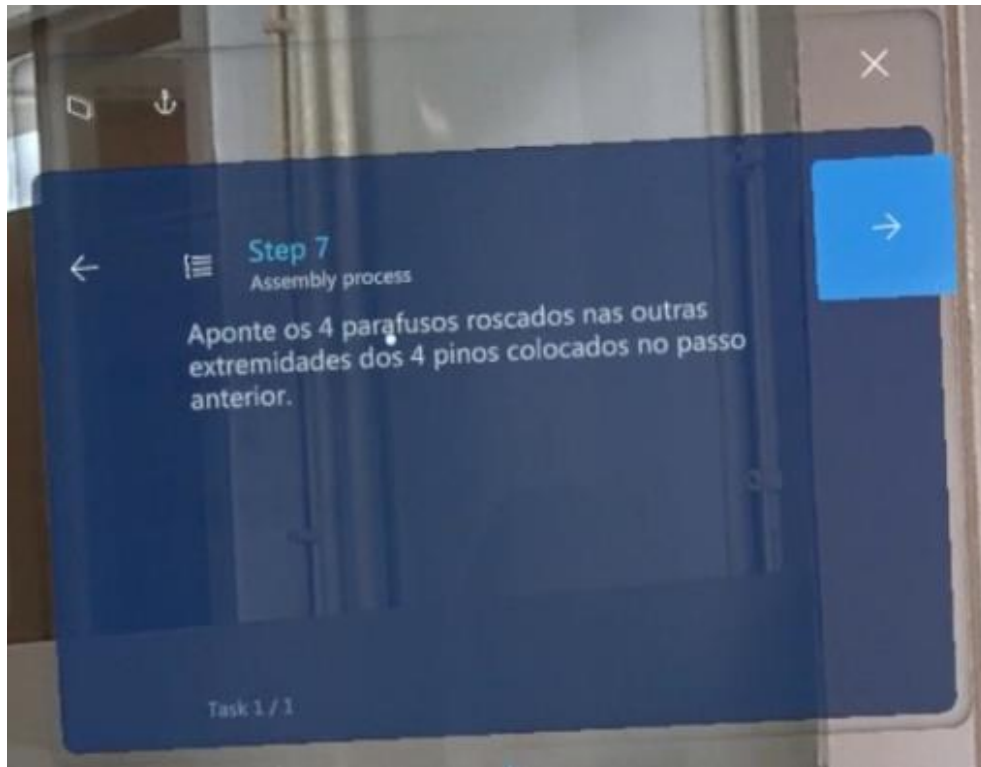 Step 7
Assembly process
Aponte os 4 parafusos roscados nas outras
extremidades dos 4 pinos colocados no passo
anterior.
Task 1 / 1